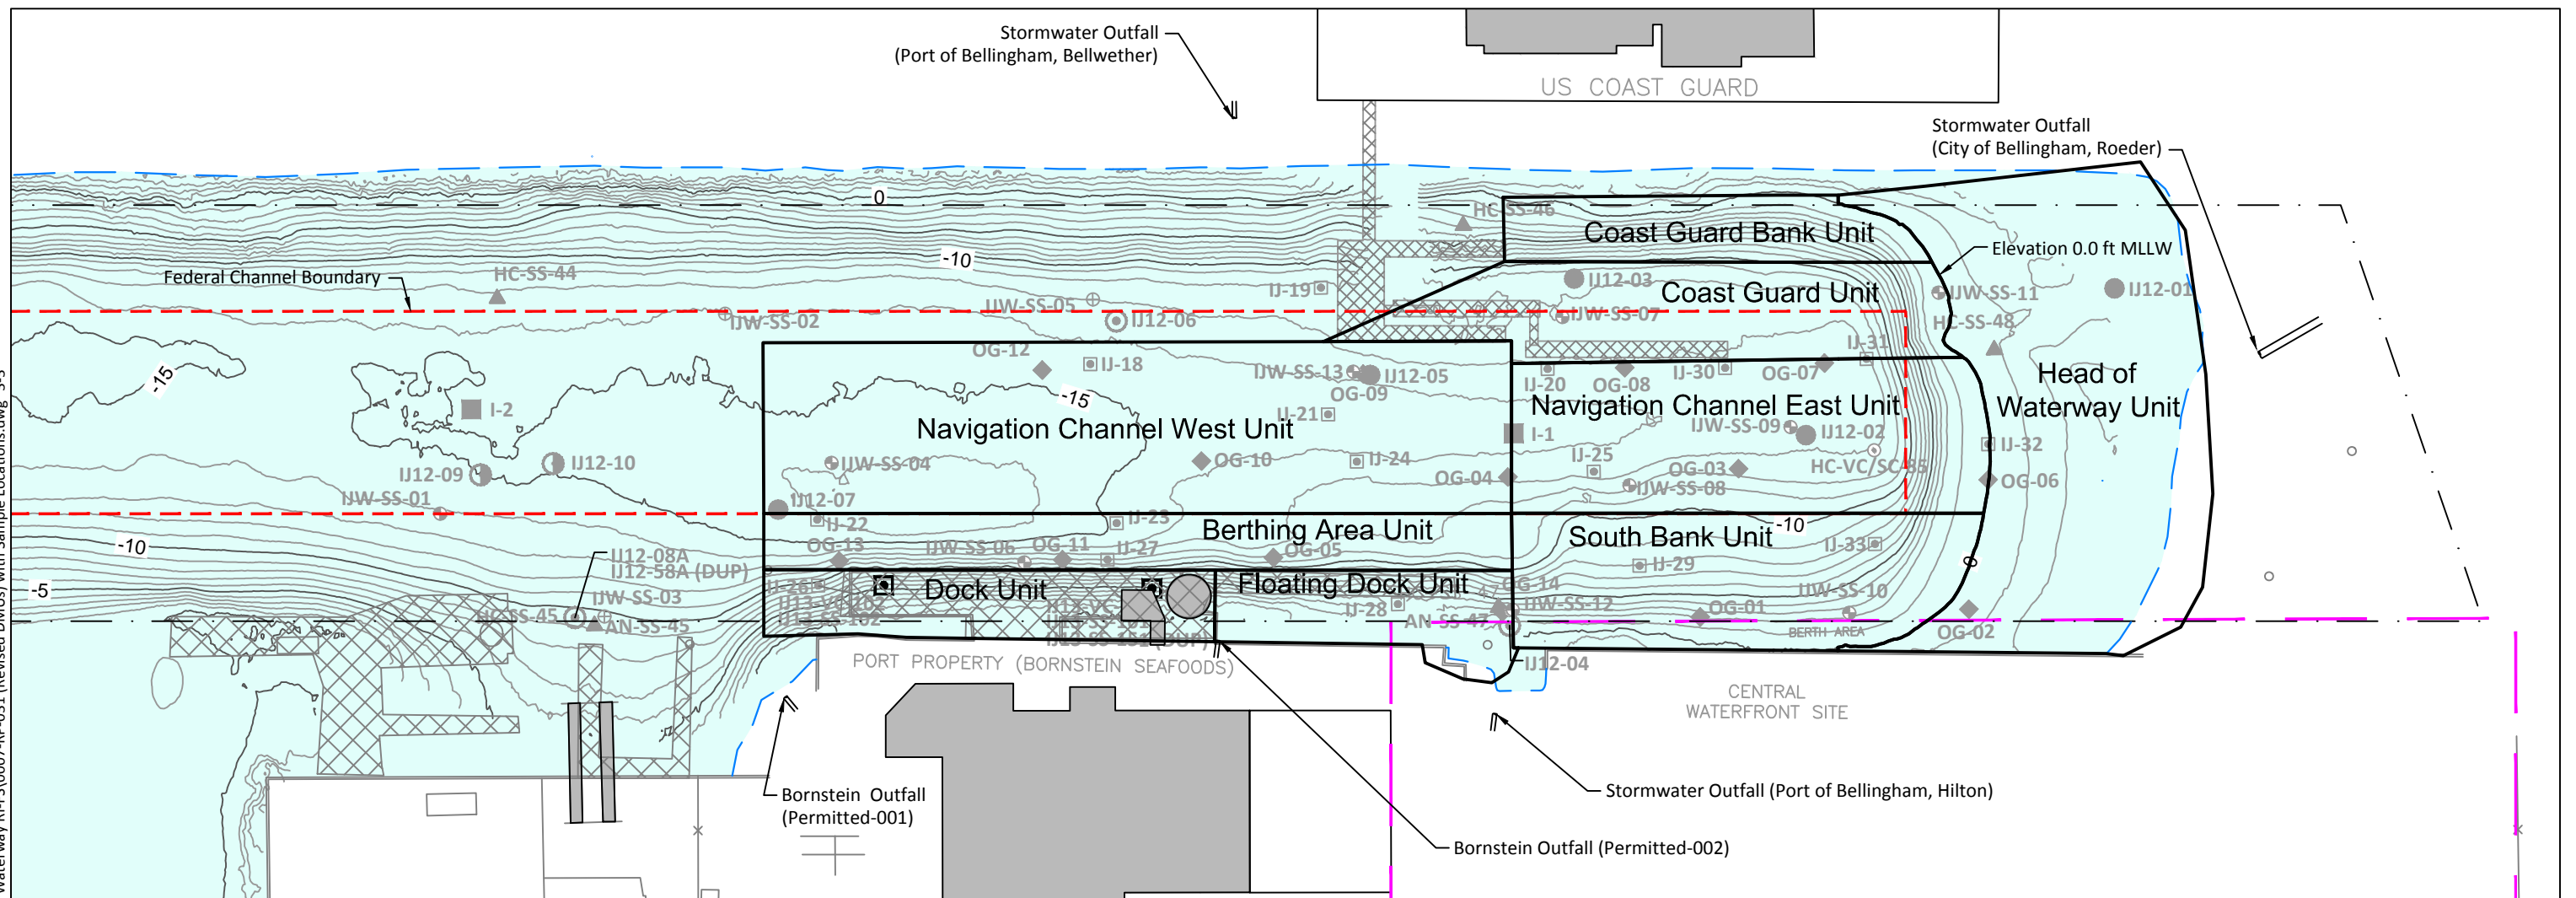 Stormwater Outfall
(Port of Bellingham, Bellwether)
US COAST GUARD
Stormwater Outfall
(City of Bellingham, Roeder)
0
HC-SS-46
Coast Guard Bank Unit
Elevation 0.0 ft MLLW
-10
Federal Channel Boundary
HC-SS-44
IJ-19
IJ12-03
Coast Guard Unit
IJW-SS-11
IJ12-01
IJW-SS-05
IJW-SS-02
IJ12-06
IJW-SS-07
HC-SS-48
OG-12
IJ-18
IJ-31
-15
IJW-SS-13
IJ12-05
IJ-20
OG-08
IJ-30
OG-07
Head of
Waterway Unit
OG-09
-15
I-2
IJ-21
Navigation Channel West Unit
Navigation Channel East Unit
I-1
IJW-SS-09
IJ12-02
IJ-32
IJ12-09
IJ12-10
IJW-SS-04
OG-10
IJ-24
IJ-25
OG-03
HC-VC/SC-85
OG-04
IJW-SS-08
OG-06
IJW-SS-01
IJ12-07
IJ-22
IJ-23
Berthing Area Unit
-10
South Bank Unit
IJ-33
-10
OG-13
IJW-SS-06
OG-11
IJ-27
OG-05
IJ12-08A
IJ12-58A (DUP)
IJ-29
0
-5
IJ-26
Dock Unit
Floating Dock Unit
OG-14
IJW-SS-03
IJ-28
IJW-SS-12
IJW-SS-10
AN-SS-45
AN-SS-47
OG-01
BERTH AREA
OG-02
PORT PROPERTY (BORNSTEIN SEAFOODS)
IJ12-04
CENTRAL
WATERFRONT SITE
Bornstein Outfall
(Permitted-001)
Stormwater Outfall (Port of Bellingham, Hilton)
Bornstein Outfall (Permitted-002)